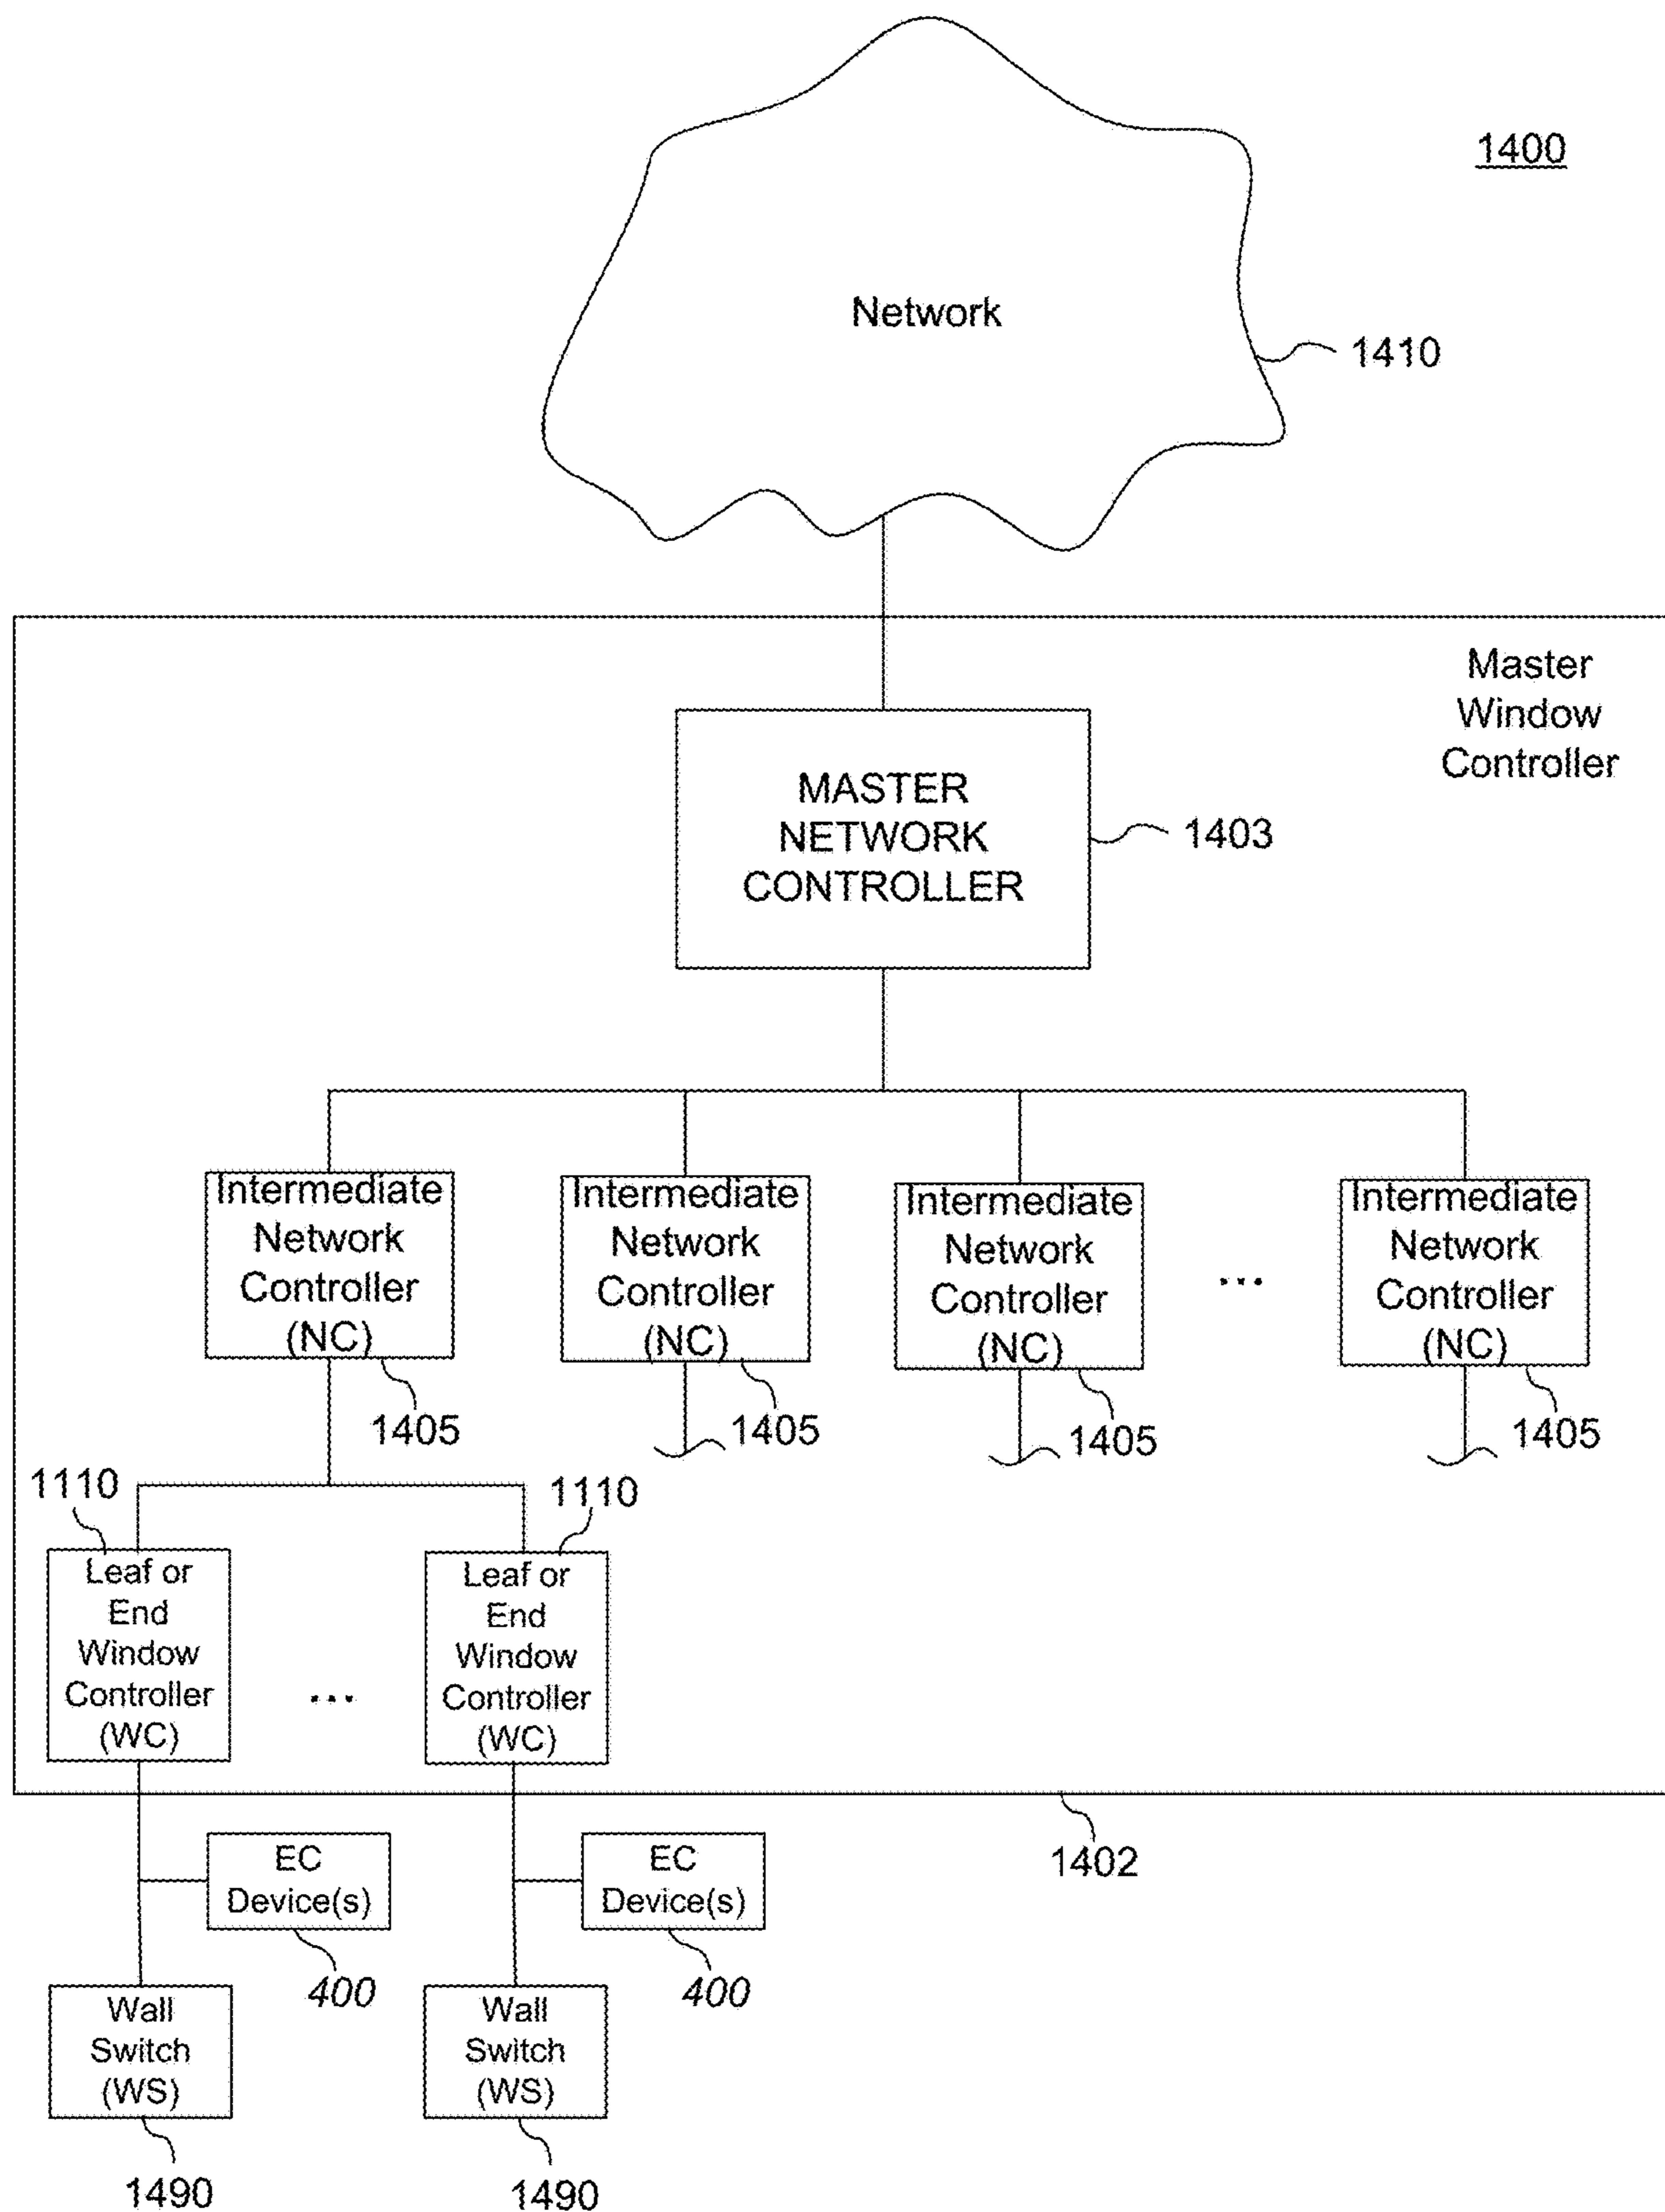 1400
Network
1410
Master
Window
Controller
MASTER
NETWORK
CONTROLLER
1403
Intermediate
Network
Controller
(NC)
1405
Intermediate
Network
Controller
(NC)
1405
Intermediate
Network
Controller
(NC)
1405
...
Intermediate
Network
Controller
(NC)
1405
1110
Leaf or
End
Window
Controller
(WC)
...
1110
Leaf or
End
Window
Controller
(WC)
1402
EC
Device(s)
400
EC
Device(s)
400
Wall
Switch
(WS)
1490
Wall
Switch
(WS)
1490